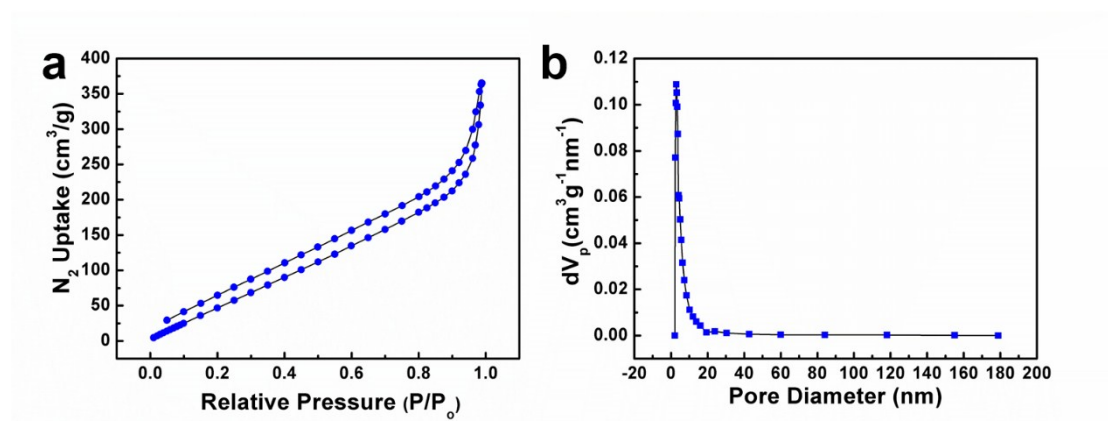 a
N₂ Uptake (cm³/g)
400
350
300
250
200
150
100
50
0
0.0 0.2 0.4 0.6 0.8 1.0
Relative Pressure (P/Pₒ)
b
dVₚ(cm³g⁻¹nm⁻¹)
0.12
0.10
0.08
0.06
0.04
0.02
0.00
-20 0 20 40 60 80 100 120 140 160 180 200
Pore Diameter (nm)